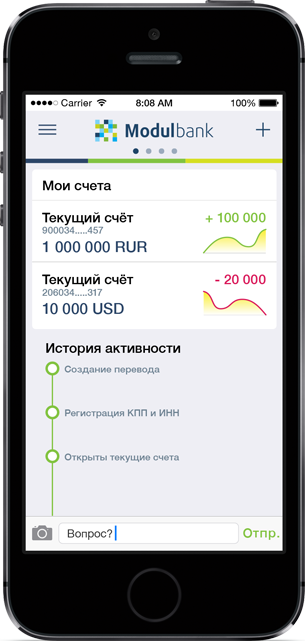 Carrier 8:08 AM 100%
Modulbank
Мои счета
Текущий счёт + 100 000
900034.....457
1 000 000 RUR
Текущий счёт - 20 000
206034.....317
10 000 USD
История активности
Создание перевода
Регистрация КПП и ИНН
Открыты текущие счета
Вопрос? Отпр.